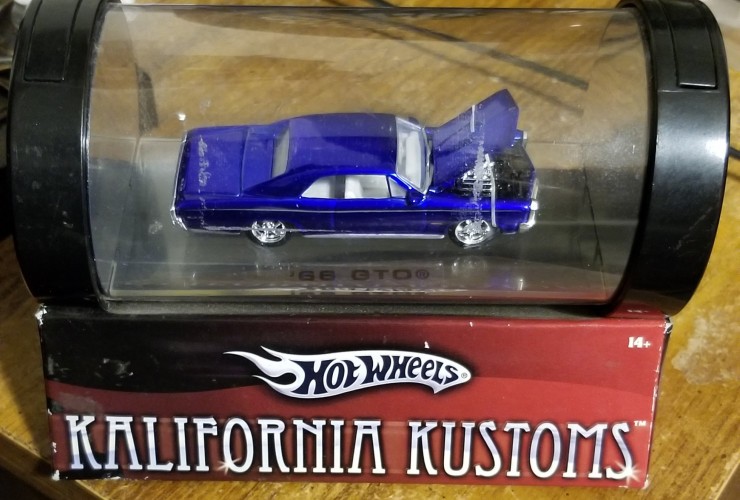 '66 GTO®
14+
HOT WHEELS®
KALIFORNIA KUSTOMS™